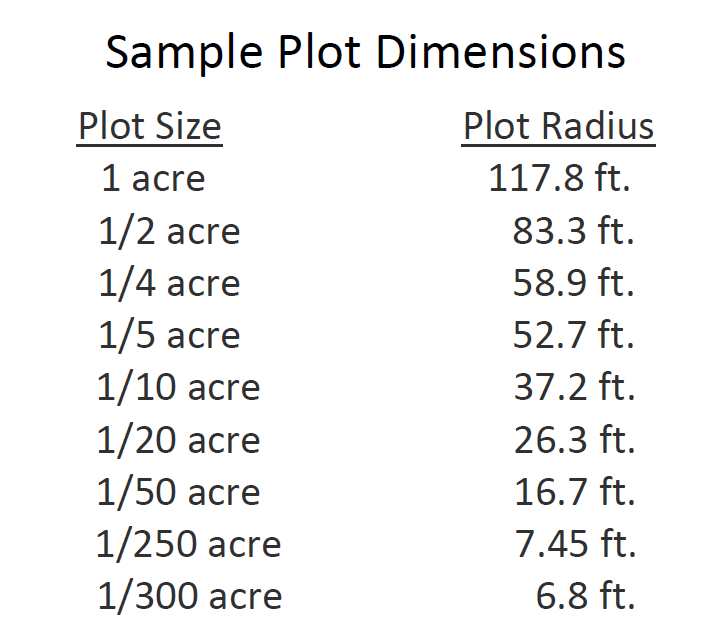 Sample Plot Dimensions
Plot Size Plot Radius
1 acre 117.8 ft.
1/2 acre 83.3 ft.
1/4 acre 58.9 ft.
1/5 acre 52.7 ft.
1/10 acre 37.2 ft.
1/20 acre 26.3 ft.
1/50 acre 16.7 ft.
1/250 acre 7.45 ft.
1/300 acre 6.8 ft.